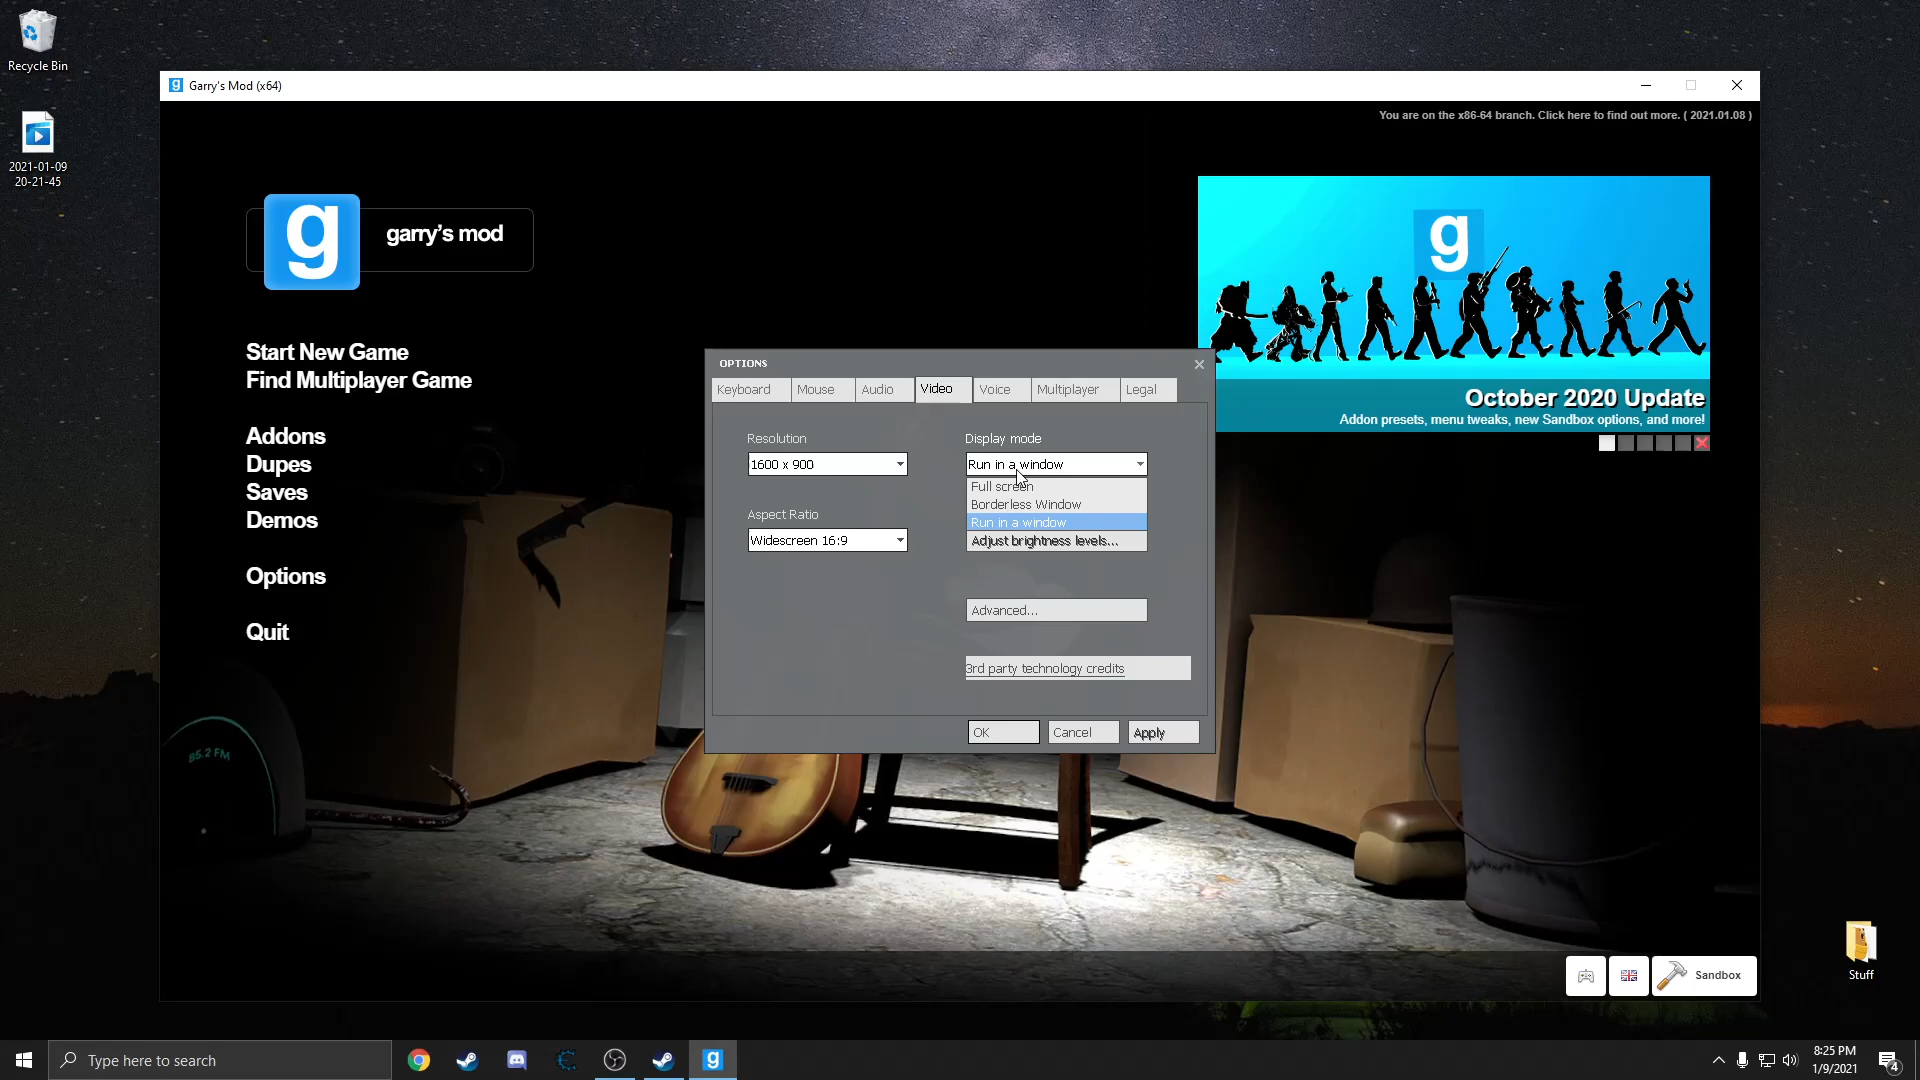 Recycle Bin
2021-01-09
20-21-45
g Garry's Mod (x64)
You are on the x86-64 branch. Click here to find out more. ( 2021.01.08 )
g
garry's mod
Start New Game
Find Multiplayer Game
Addons
Dupes
Saves
Demos
Options
Quit
g
October 2020 Update
Addon presets, menu tweaks, new Sandbox options, and more!
OPTIONS
Keyboard
Mouse
Audio
Video
Voice
Multiplayer
Legal
Resolution
1600 x 900
Aspect Ratio
Widescreen 16:9
Display mode
Run in a window
Full screen
Borderless Window
Run in a window
Adjust brightness levels...
Advanced...
3rd party technology credits
OK
Cancel
Apply
85.2 FM
Sandbox
Stuff
Type here to search
g
8:25 PM
1/9/2021
4